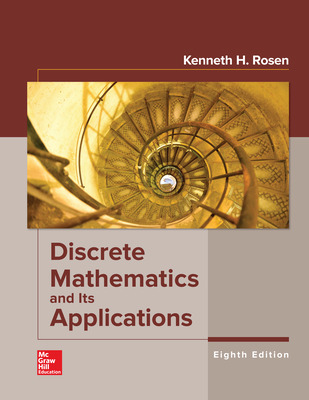 Kenneth H. Rosen
Discrete
Mathematics
and Its
Applications
Mc
Graw
Hill
Education
Eighth Edition